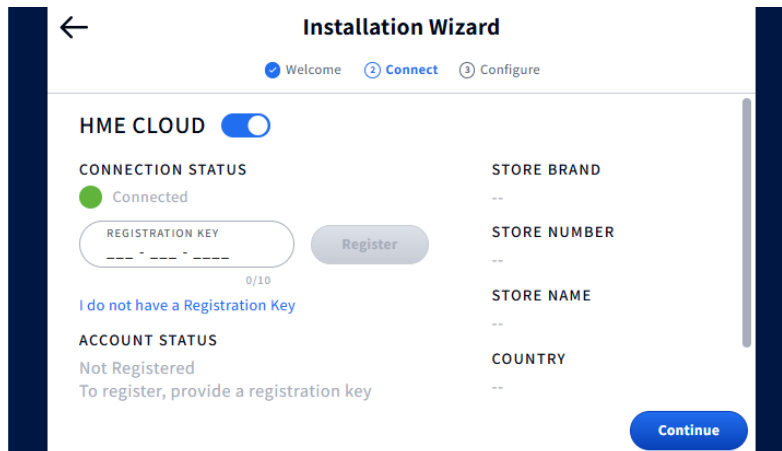 Installation Wizard
Welcome 2 Connect 3 Configure
HME CLOUD
CONNECTION STATUS
Connected
REGISTRATION KEY
___ - ___ - ____
Register
0/10
I do not have a Registration Key
ACCOUNT STATUS
Not Registered
To register, provide a registration key
STORE BRAND
--
STORE NUMBER
--
STORE NAME
--
COUNTRY
--
Continue